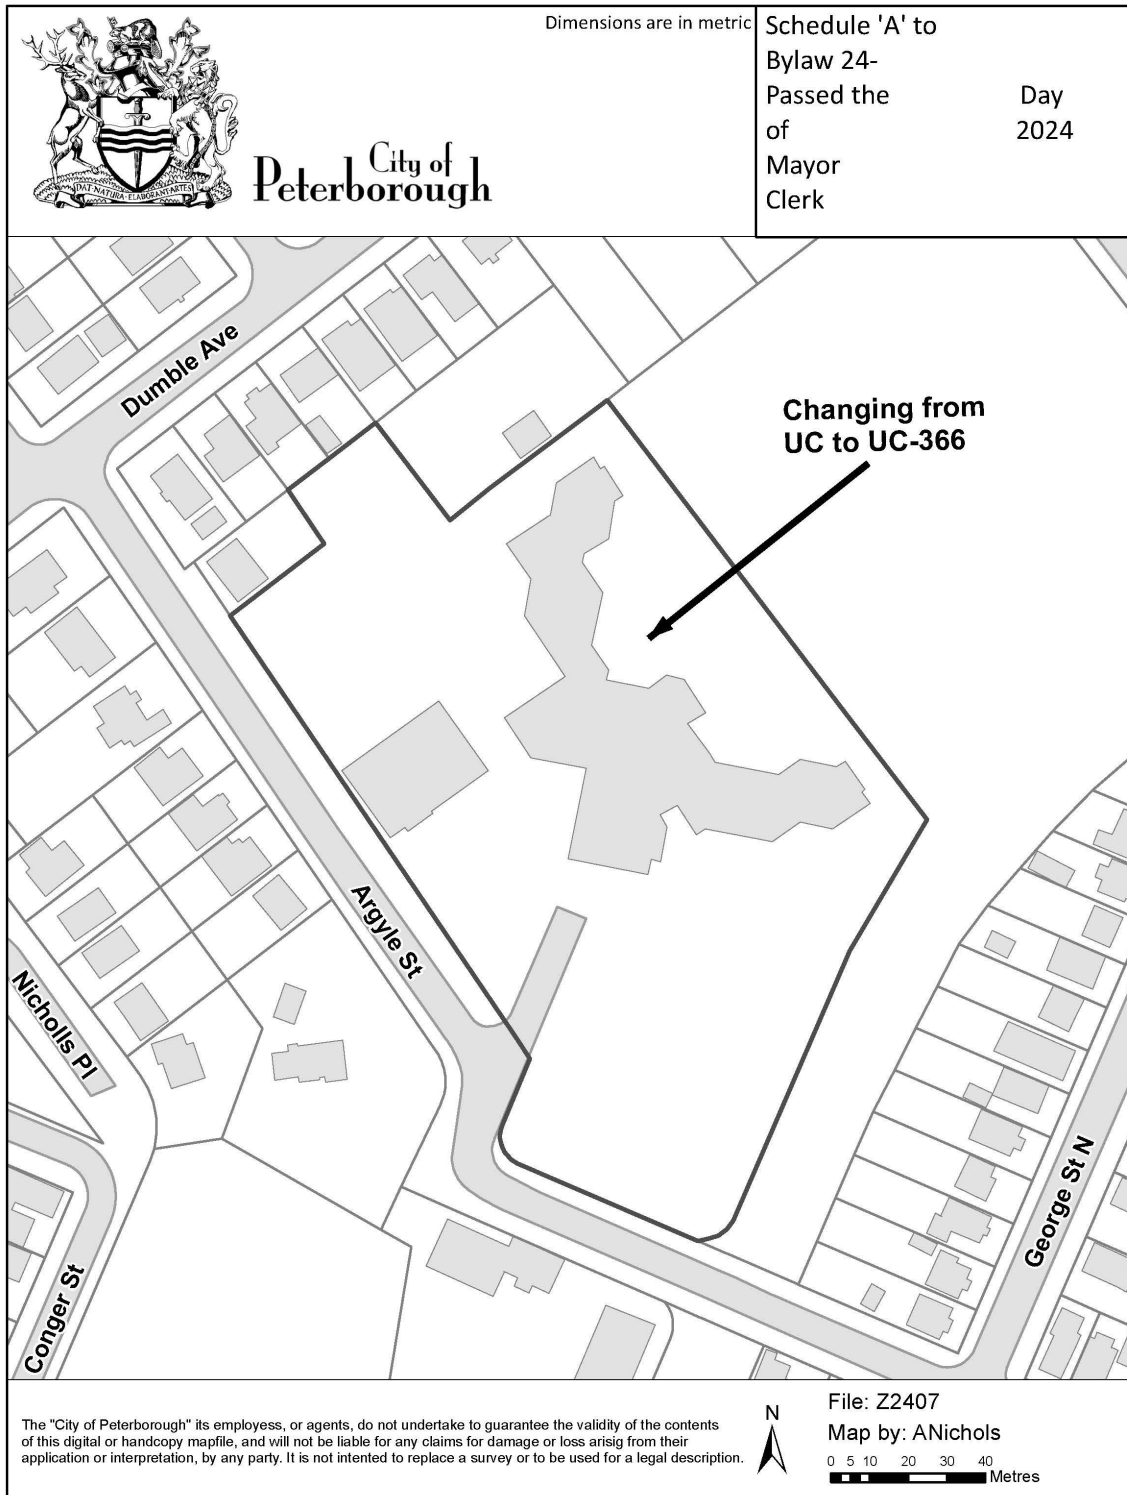 Dimensions are in metric
Schedule 'A' to
Bylaw 24-
Passed the Day
of 2024
Mayor
Clerk
DAT·NATURA·ELABORANT·ARTES
City of
Peterborough
Dumble Ave
Changing from
UC to UC-366
Argyle St
Nicholls Pl
George St N
Conger St
The "City of Peterborough" its employess, or agents, do not undertake to guarantee the validity of the contents
of this digital or handcopy mapfile, and will not be liable for any claims for damage or loss arisig from their
application or interpretation, by any party. It is not intended to replace a survey or to be used for a legal description.
N
File: Z2407
Map by: ANichols
0 5 10 20 30 40
Metres